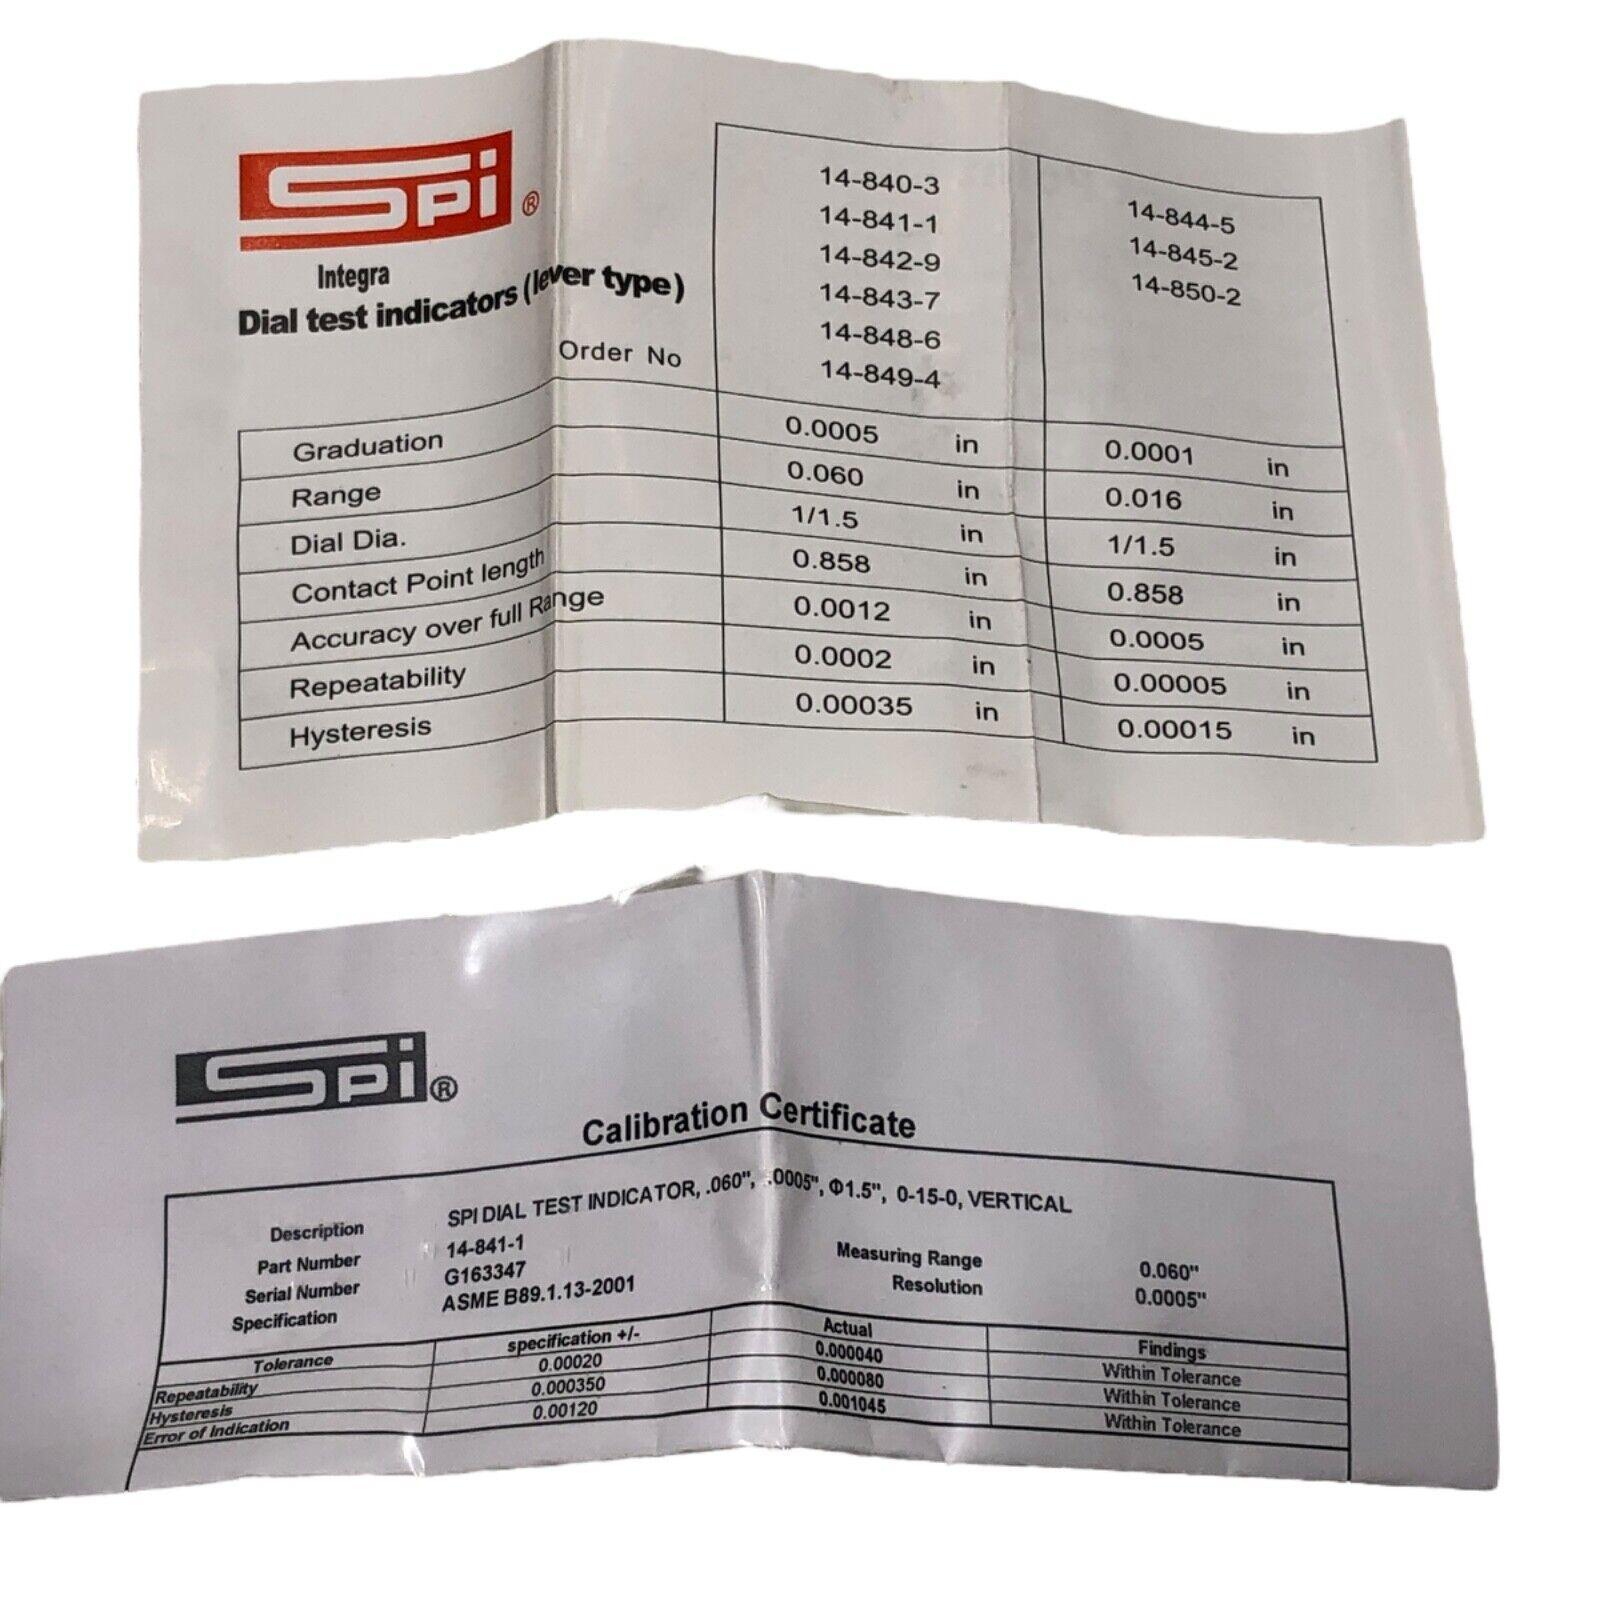 SPi®
Integra
Dial test indicators (lever type)
Order No
14-840-3
14-841-1
14-842-9
14-843-7
14-848-6
14-849-4
14-844-5
14-845-2
14-850-2
Graduation 0.0005 in 0.0001 in
Range 0.060 in 0.016 in
Dial Dia. 1/1.5 in 1/1.5 in
Contact Point length 0.858 in 0.858 in
Accuracy over full Range 0.0012 in 0.0005 in
Repeatability 0.0002 in 0.00005 in
Hysteresis 0.00035 in 0.00015 in
SPi®
Calibration Certificate
Description SPI DIAL TEST INDICATOR, .060", .0005", Φ1.5", 0-15-0, VERTICAL
Part Number 14-841-1 Measuring Range 0.060"
Serial Number G163347 Resolution 0.0005"
Specification ASME B89.1.13-2001
Tolerance specification +/- Actual Findings
Repeatability 0.00020 0.000040 Within Tolerance
Hysteresis 0.000350 0.000080 Within Tolerance
Error of Indication 0.00120 0.001045 Within Tolerance